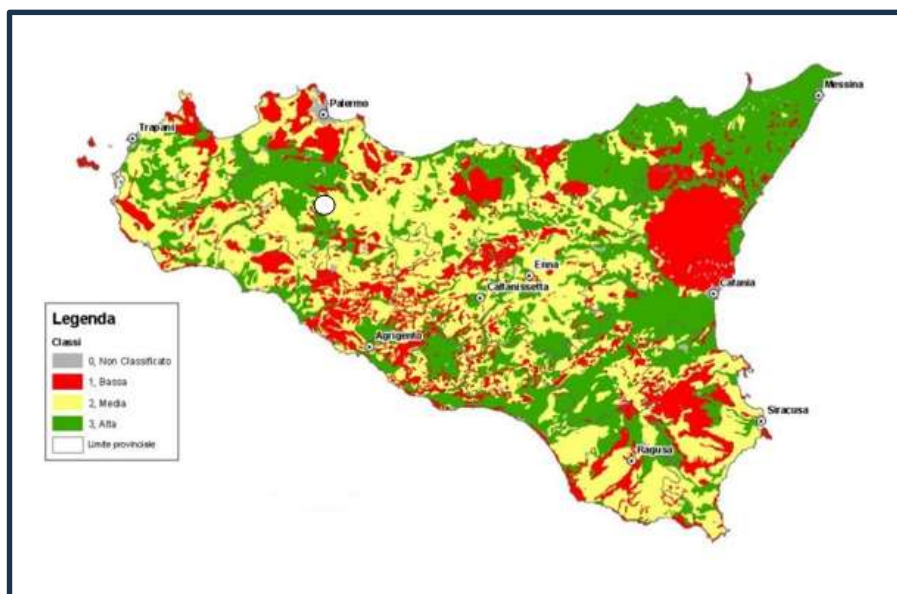 Palermo
Messina
Trapani
Enna
Caltanissetta
Catania
Agrigento
Siracusa
Ragusa
Legenda
Classi
0, Non Classificato
1, Bassa
2, Media
3, Alta
Limite provinciale